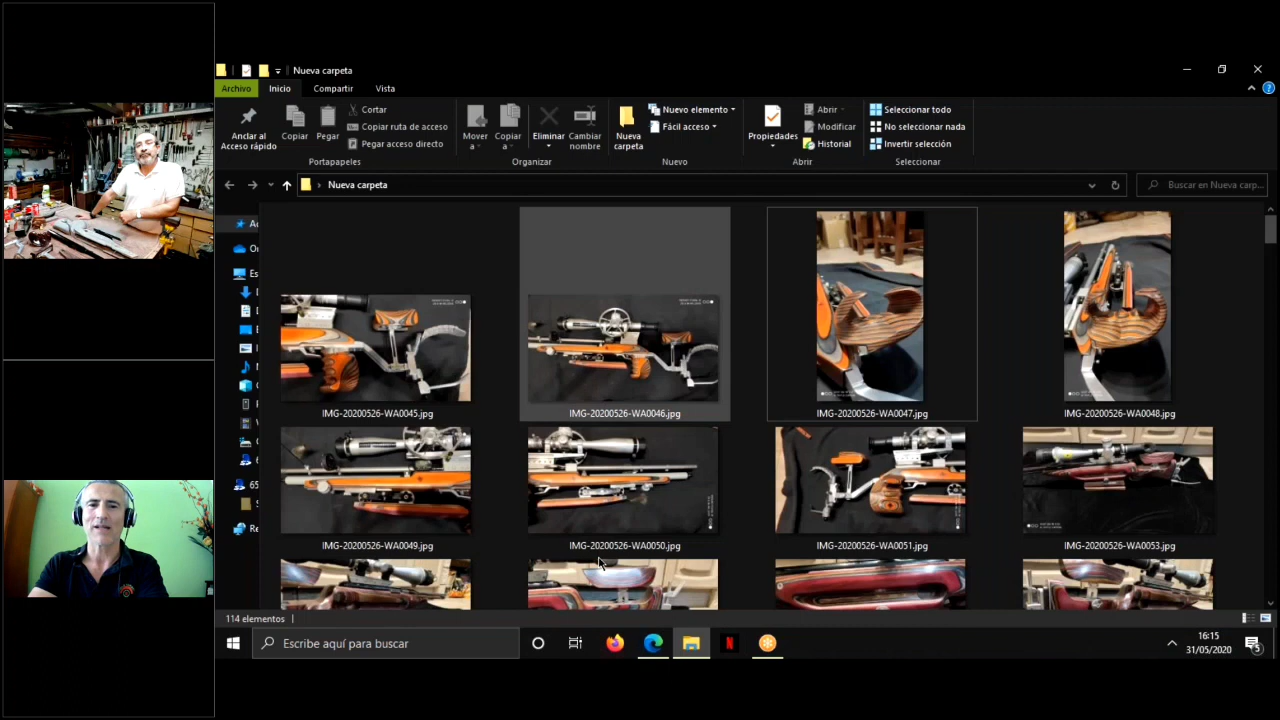 Nueva carpeta
Archivo Inicio Compartir Vista
Anclar al Acceso rápido
Copiar
Pegar
Cortar
Copiar ruta de acceso
Pegar acceso directo
Portapapeles
Mover a
Copiar a
Eliminar
Cambiar nombre
Organizar
Nueva carpeta
Nuevo elemento
Fácil acceso
Nuevo
Propiedades
Abrir
Modificar
Historial
Abrir
Seleccionar todo
No seleccionar nada
Invertir selección
Seleccionar
Nueva carpeta
Buscar en Nueva carp...
IMG-20200526-WA0045.jpg
IMG-20200526-WA0046.jpg
IMG-20200526-WA0047.jpg
IMG-20200526-WA0048.jpg
IMG-20200526-WA0049.jpg
IMG-20200526-WA0050.jpg
IMG-20200526-WA0051.jpg
IMG-20200526-WA0053.jpg
114 elementos
Escribe aquí para buscar
16:15
31/05/2020
5